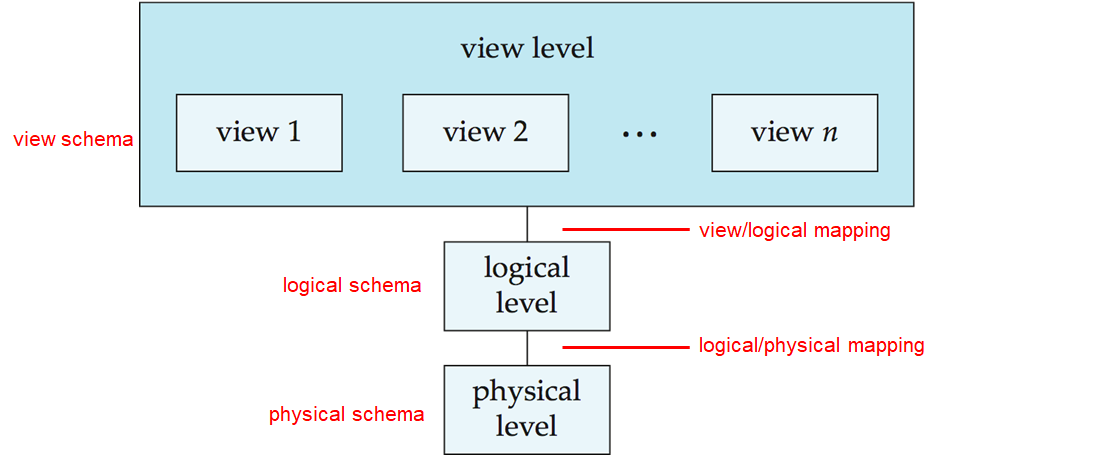 view level
view schema
view 1
view 2
...
view n
view/logical mapping
logical schema
logical
level
logical/physical mapping
physical schema
physical
level